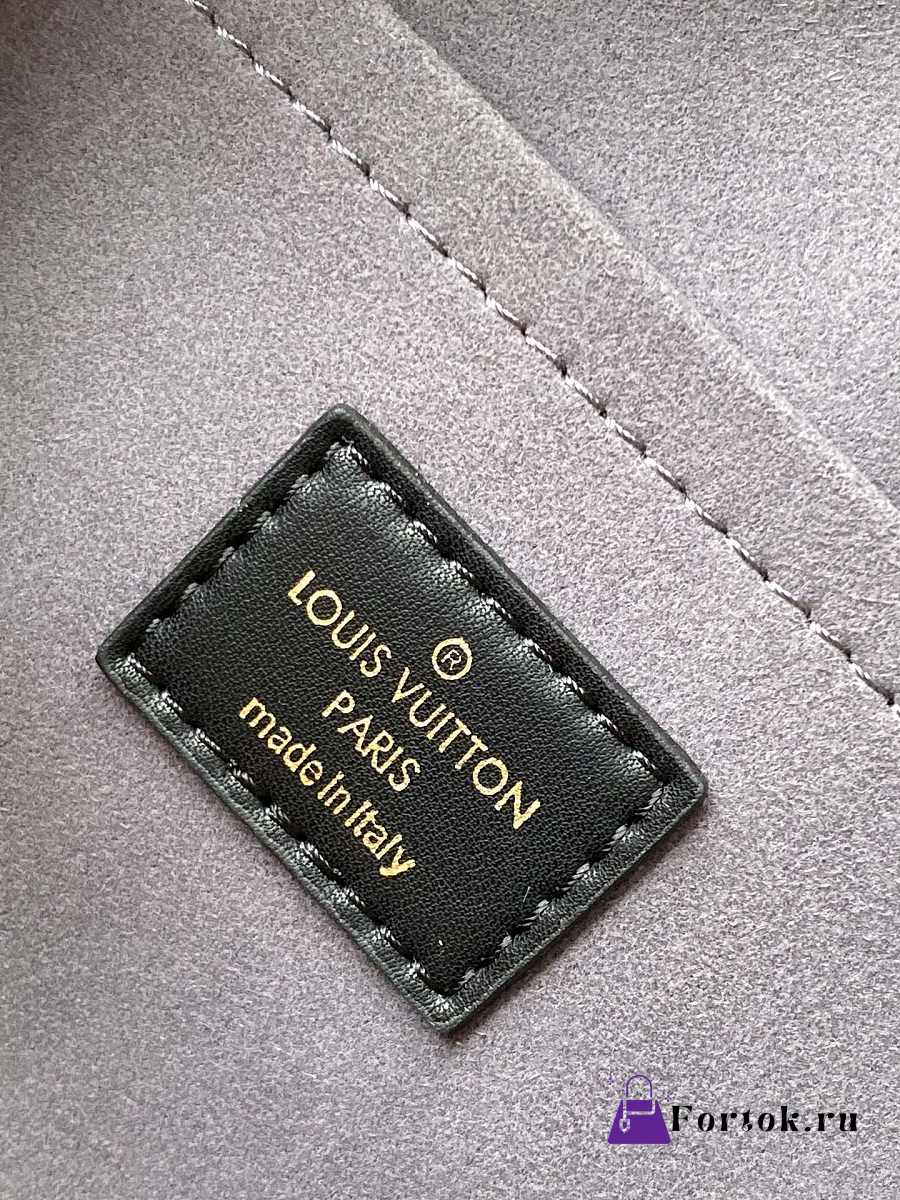 ®
LOUIS VUITTON
PARIS
made in Italy
Fortok.ru